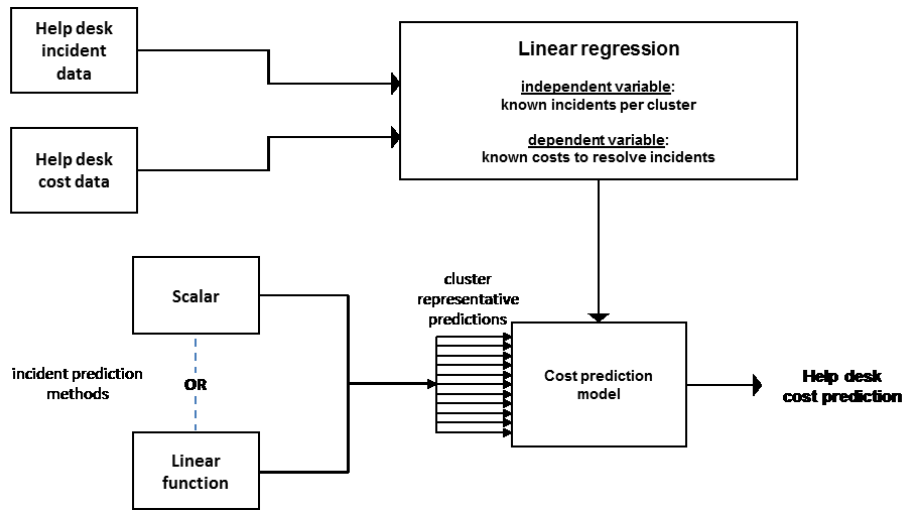 Help desk
incident
data
Linear regression
independent variable:
known incidents per cluster
dependent variable:
known costs to resolve incidents
Help desk
cost data
Scalar
cluster
representative
predictions
incident prediction
methods
OR
Cost prediction
model
Help desk
cost prediction
Linear
function